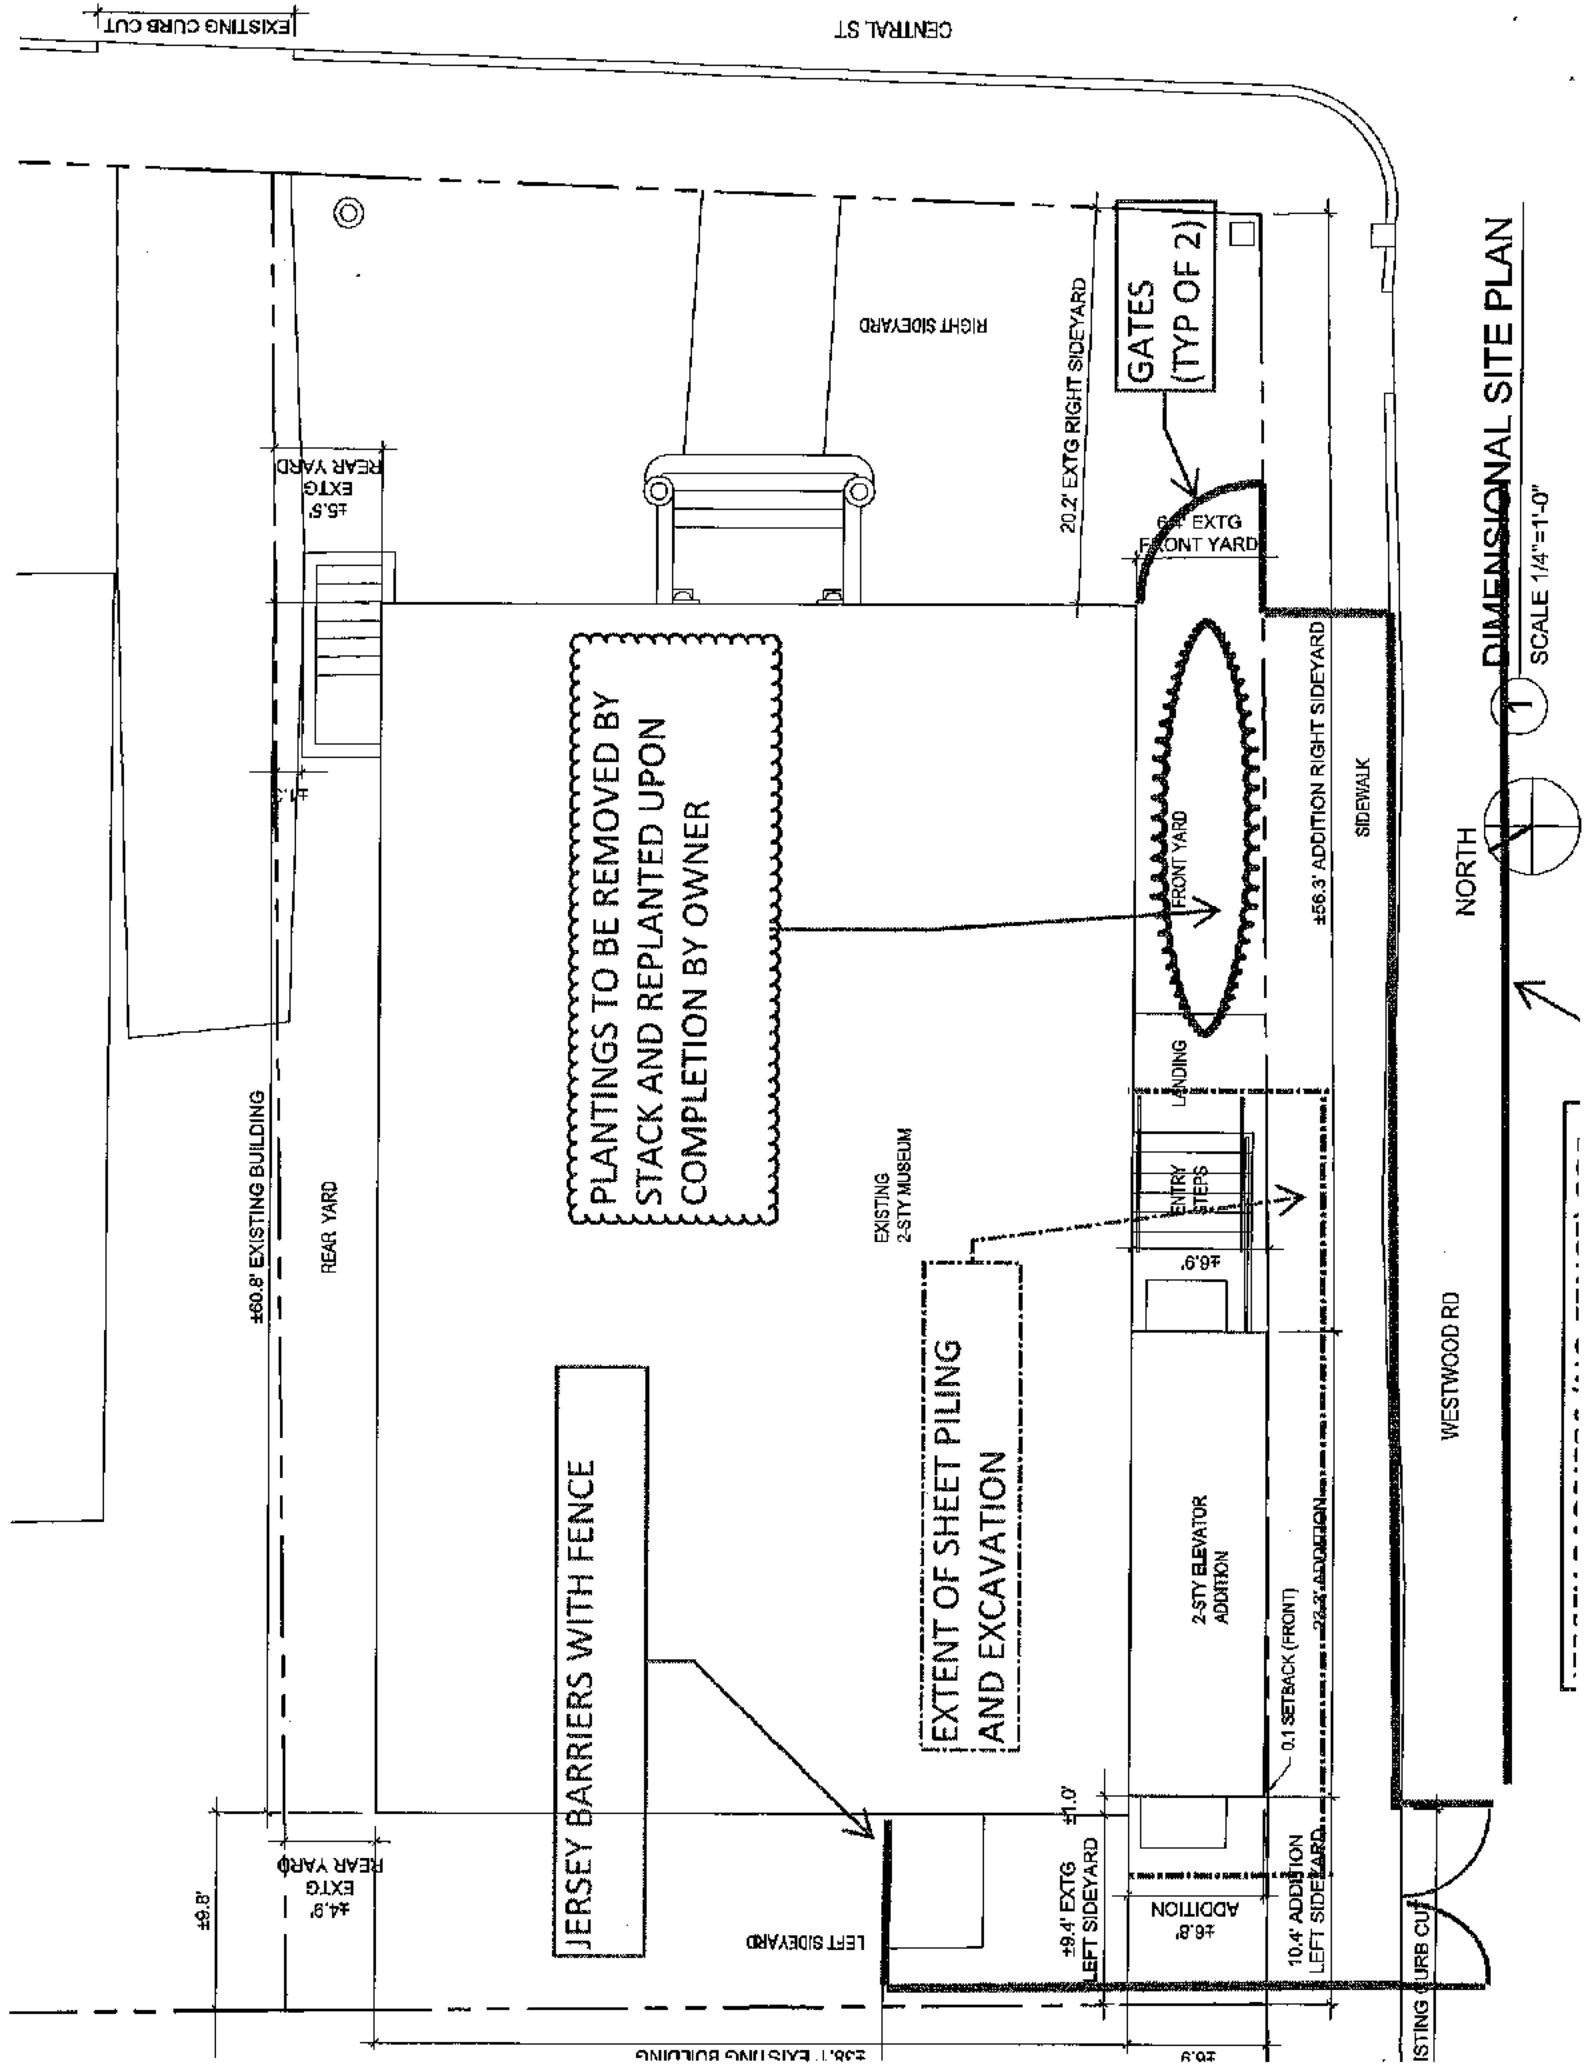 EXISTING CURB CUT
CENTRAL ST
RIGHT SIDEYARD
20.2' EXTG RIGHT SIDEYARD
GATES
(TYP OF 2)
DIMENSIONAL SITE PLAN
SCALE 1/4"=1'-0"
1
±5.5'
EXTG
REAR YARD
EXTG
FRONT YARD
PLANTINGS TO BE REMOVED BY
STACK AND REPLANTED UPON
COMPLETION BY OWNER
FRONT YARD
±56.3' ADDITION RIGHT SIDEYARD
SIDEWALK
NORTH
±60.8' EXISTING BUILDING
REAR YARD
EXISTING
2-STY MUSEUM
LANDING
ENTRY
STEPS
±6.9'
WESTWOOD RD
JERSEY BARRIERS WITH FENCE
EXTENT OF SHEET PILING
AND EXCAVATION
2-STY ELEVATOR
ADDITION
0.1 SETBACK (FRONT)
ADDITION
±9.8'
±4.9'
EXTG
REAR YARD
LEFT SIDEYARD
±9.4' EXTG
LEFT SIDEYARD
±1.0'
±6.8'
ADDITION
10.4' ADDITION
LEFT SIDEYARD
ISTING CURB CUT
±38.1' EXISTING BUILDING
±6.9